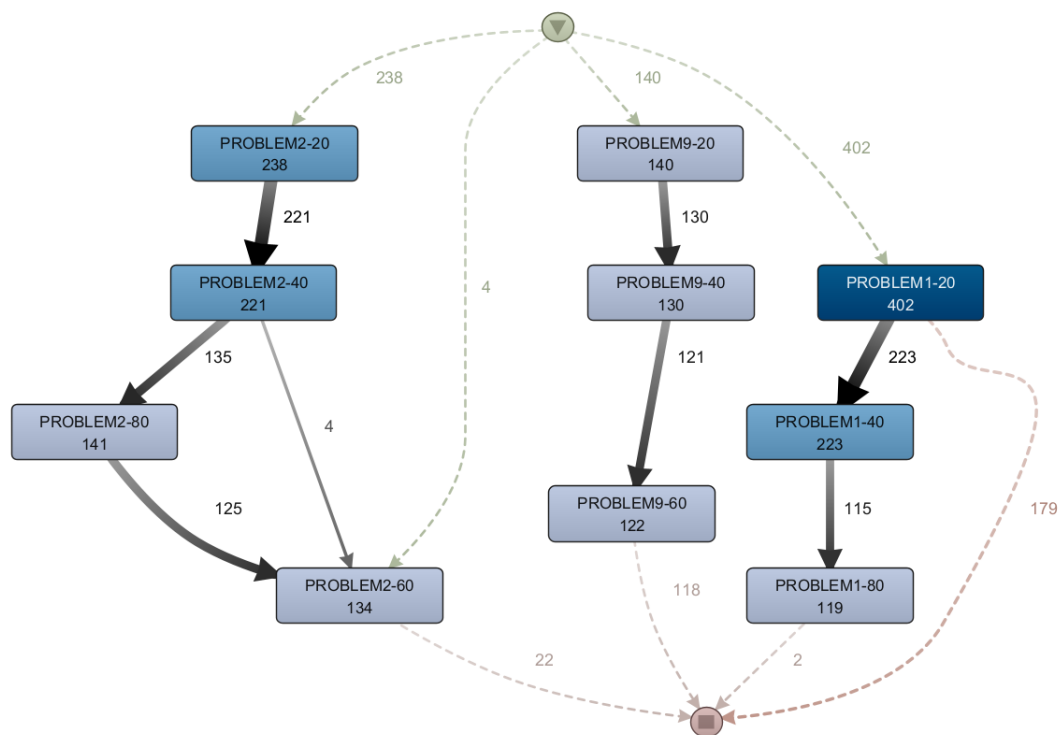 238
140
PROBLEM2-20
238
PROBLEM9-20
140
402
221
130
PROBLEM2-40
221
4
PROBLEM9-40
130
PROBLEM1-20
402
135
121
223
PROBLEM2-80
141
4
PROBLEM1-40
223
125
PROBLEM9-60
122
115
179
PROBLEM2-60
134
118
PROBLEM1-80
119
22
2